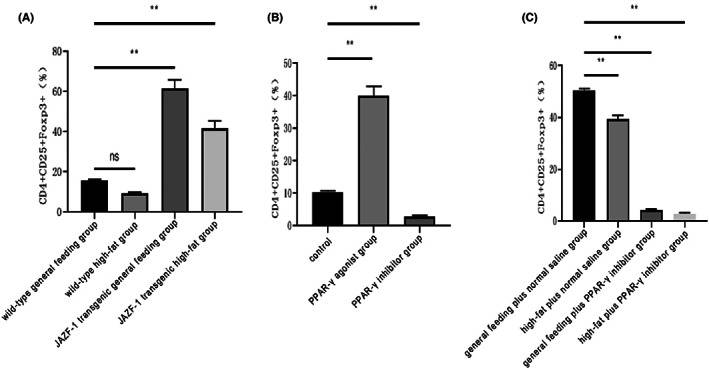 (A)
**
**
ns
CD4+CD25+Foxp3+ (%)
80
60
40
20
0
wild-type general feeding group
wild-type high-fat group
JAZF-1 transgenic general feeding group
JAZF-1 transgenic high-fat group
(B)
**
**
CD4+CD25+Foxp3+ (%)
50
40
30
20
10
0
control
PPAR-γ agonist group
PPAR-γ inhibitor group
(C)
**
**
**
CD4+CD25+Foxp3+ (%)
60
40
20
0
general feeding plus normal saline group
high-fat plus normal saline group
general feeding plus PPAR-γ inhibitor group
high-fat plus PPAR-γ inhibitor group